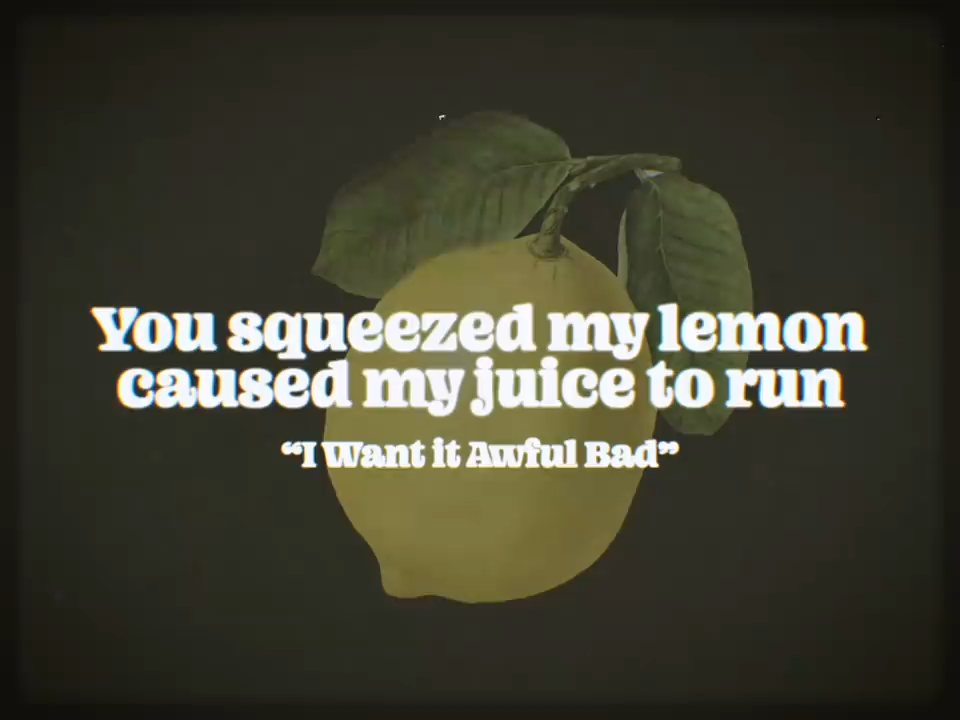 You squeezed my lemon
caused my juice to run
“I Want it Awful Bad”